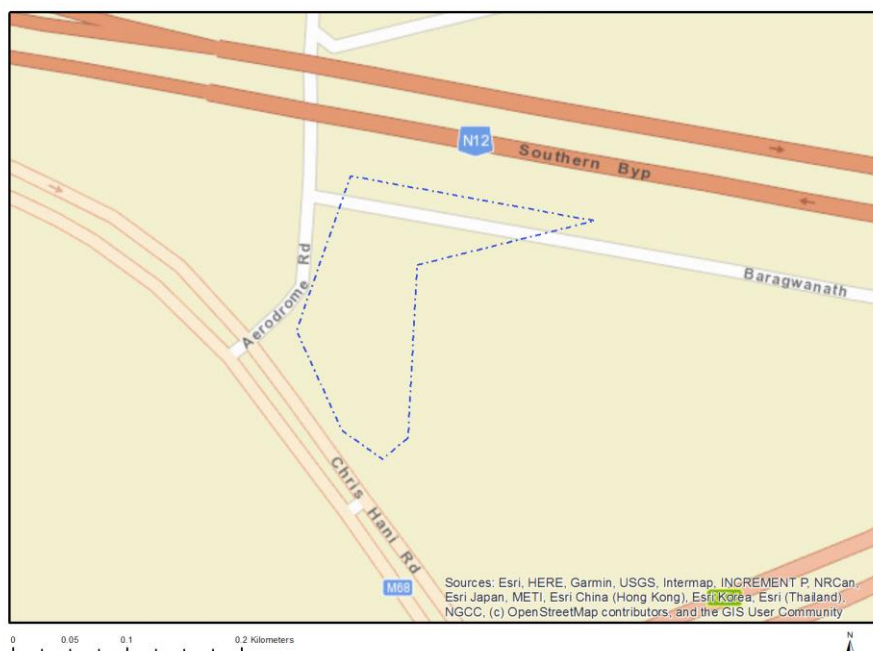 N12
Southern Byp
Aerodrome Rd
Baragwanath
Chris Hani Rd
M68
Sources: Esri, HERE, Garmin, USGS, Intermap, INCREMENT P, NRCan,
Esri Japan, METI, Esri China (Hong Kong), Esri Korea, Esri (Thailand),
NGCC, (c) OpenStreetMap contributors, and the GIS User Community
0 0.05 0.1 0.2 Kilometers
N